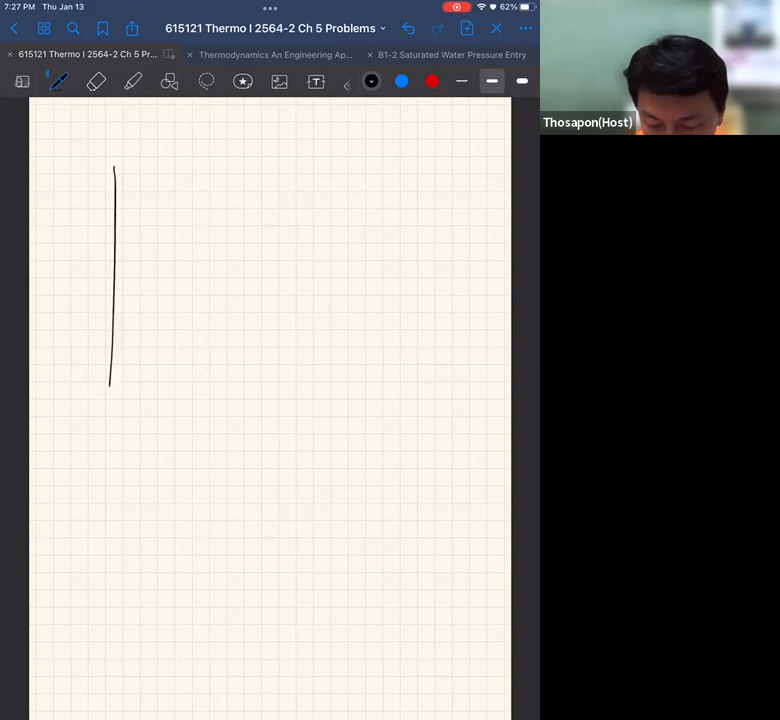 7:27 PM Thu Jan 13
62%
615121 Thermo I 2564-2 Ch 5 Problems
615121 Thermo I 2564-2 Ch 5 Pr...
Thermodynamics An Engineering Ap...
B1-2 Saturated Water Pressure Entry
Thosapon(Host)